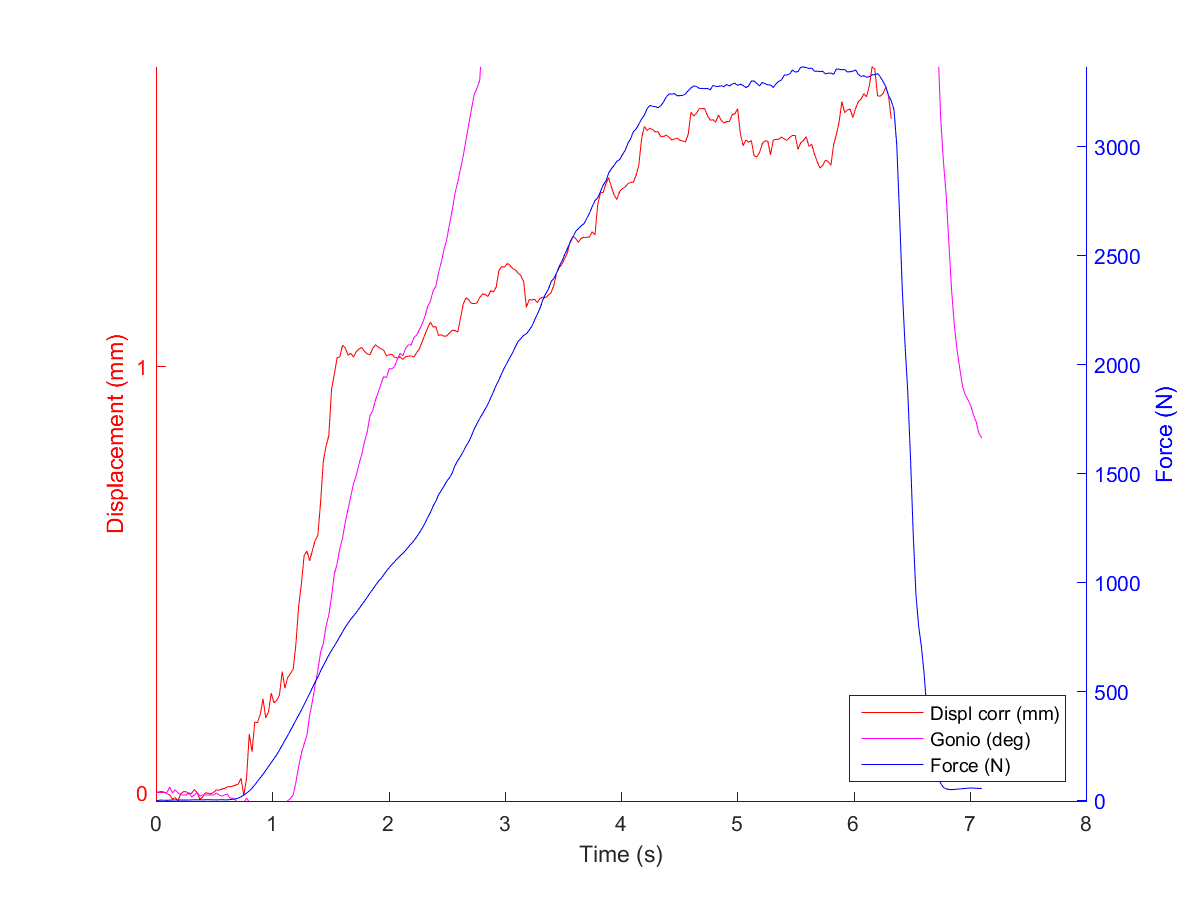 Displacement (mm)
1
0
3000
2500
2000
1500
1000
500
0
Force (N)
Displ corr (mm)
Gonio (deg)
Force (N)
0 1 2 3 4 5 6 7 8
Time (s)